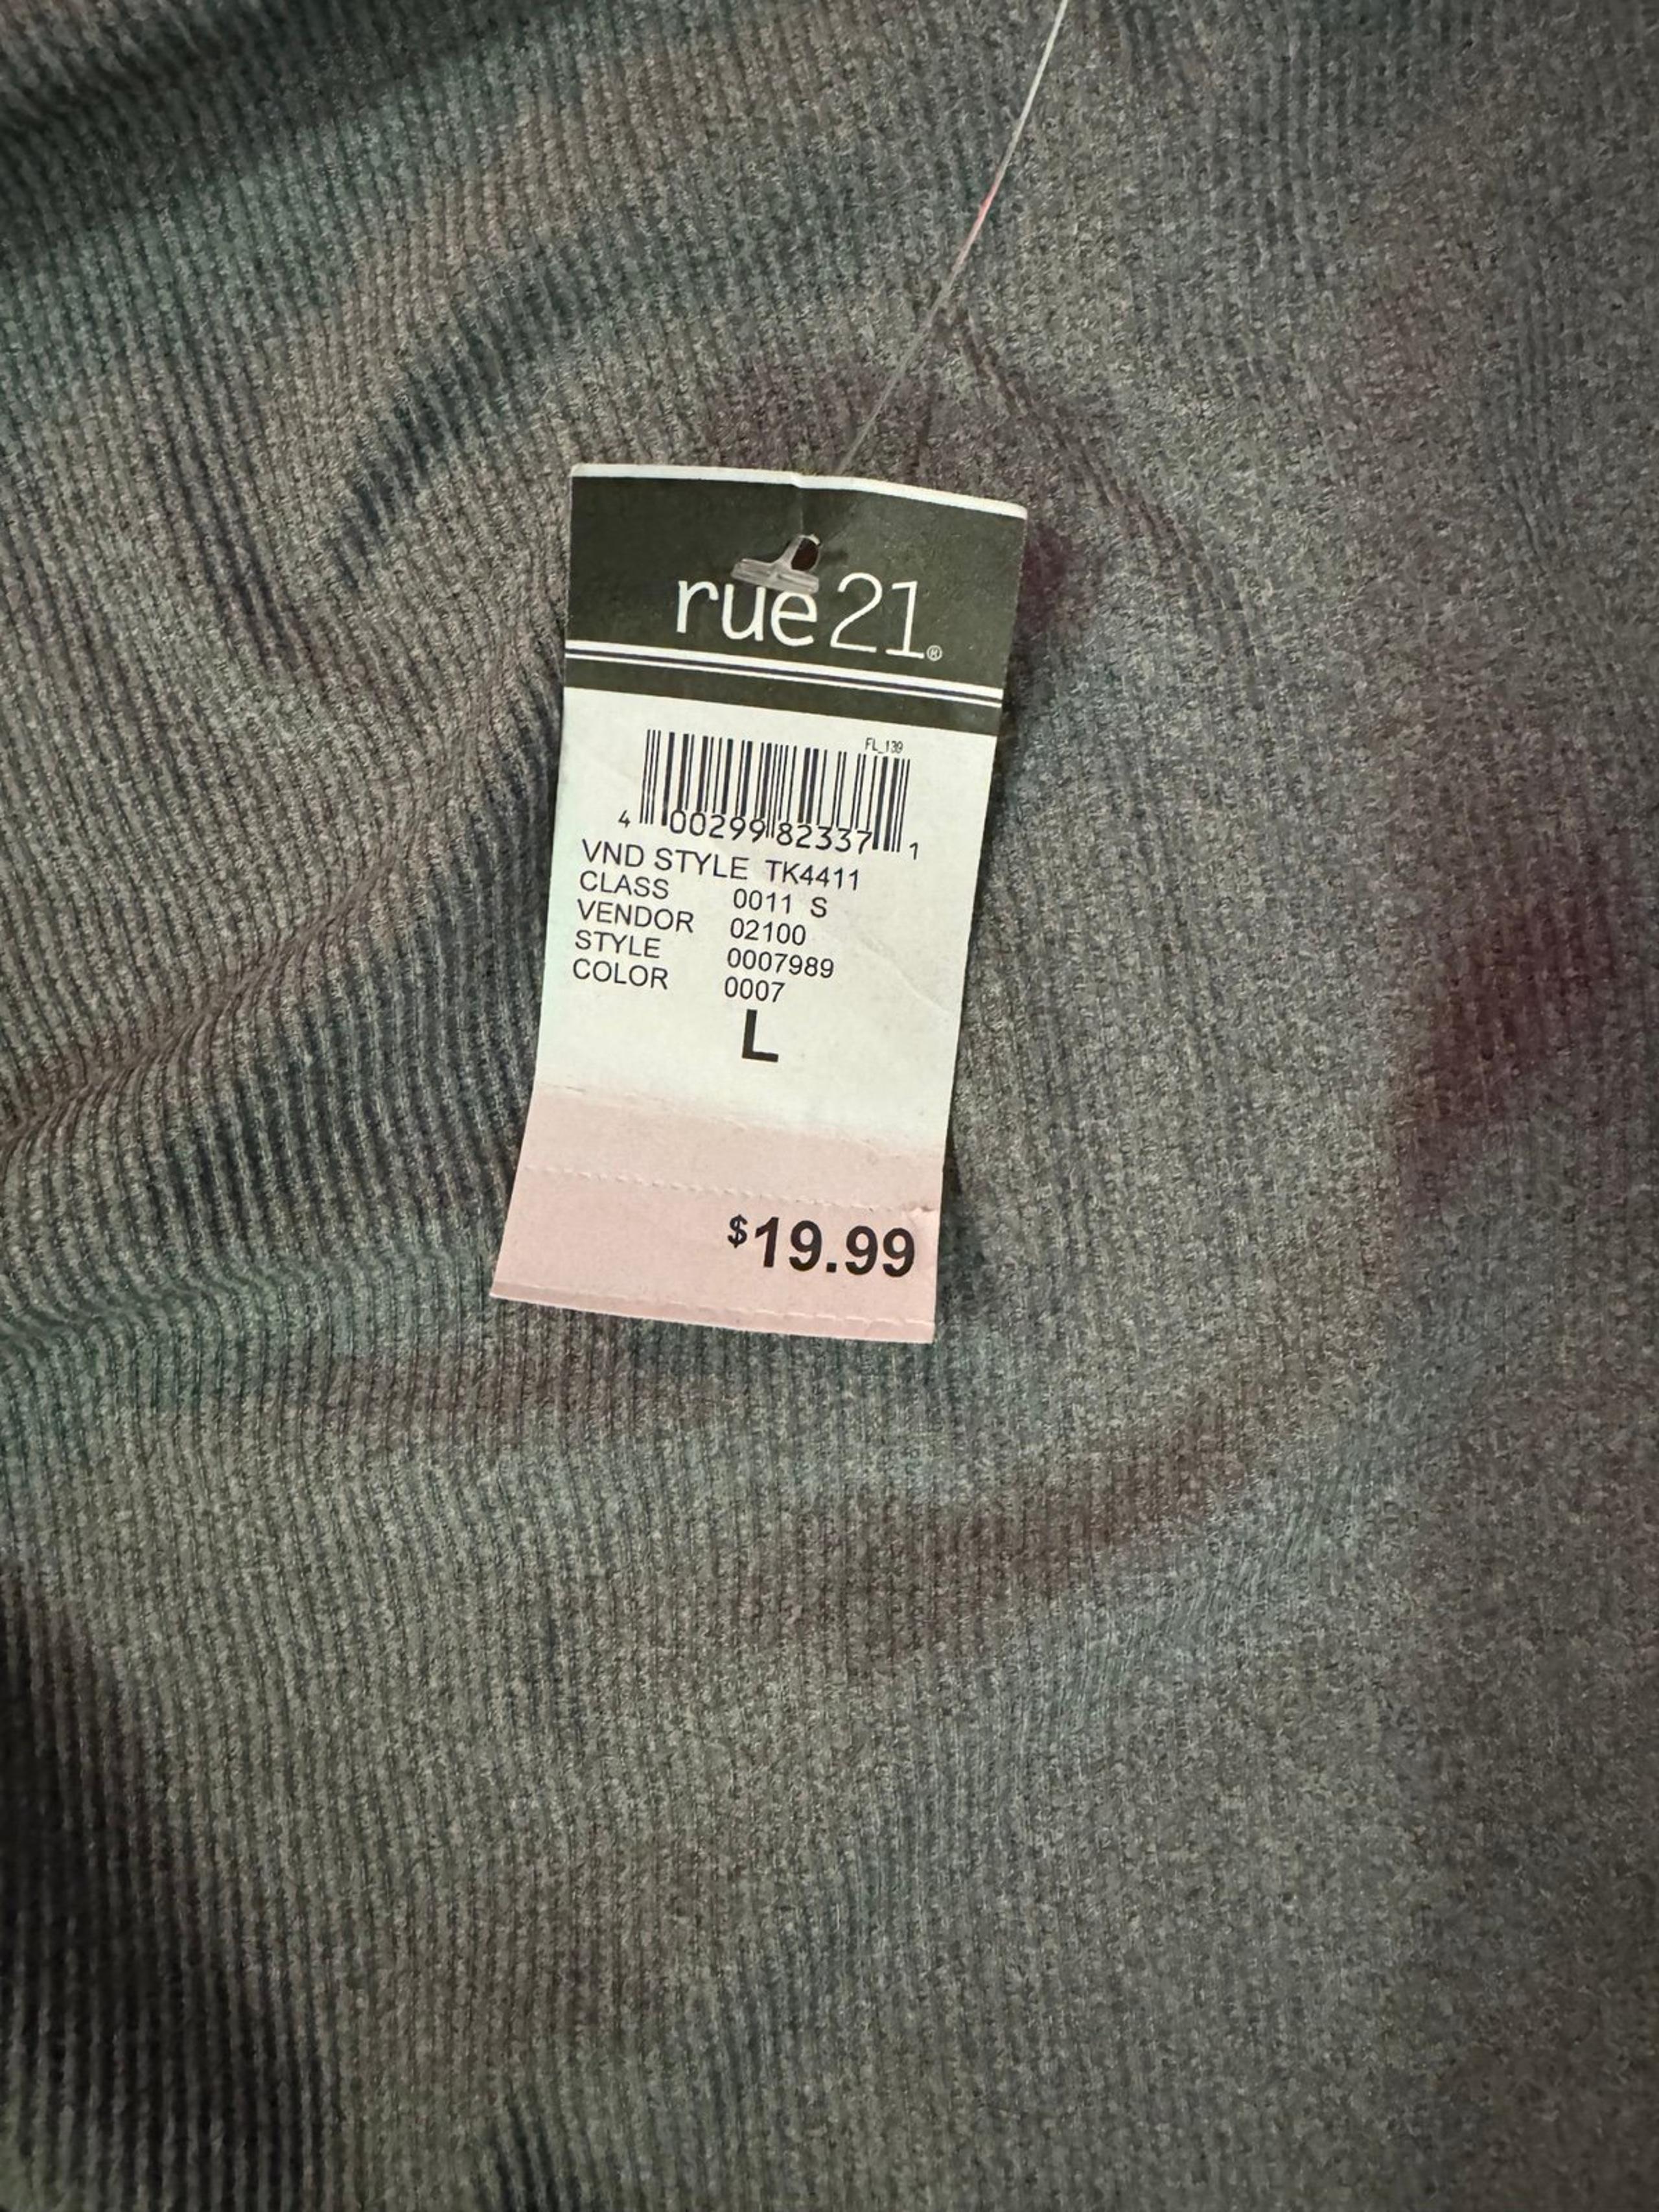 rue21®
FL_139
4 00299 82337 1
VND STYLE TK4411
CLASS 0011 S
VENDOR 02100
STYLE 0007989
COLOR 0007
L
$19.99